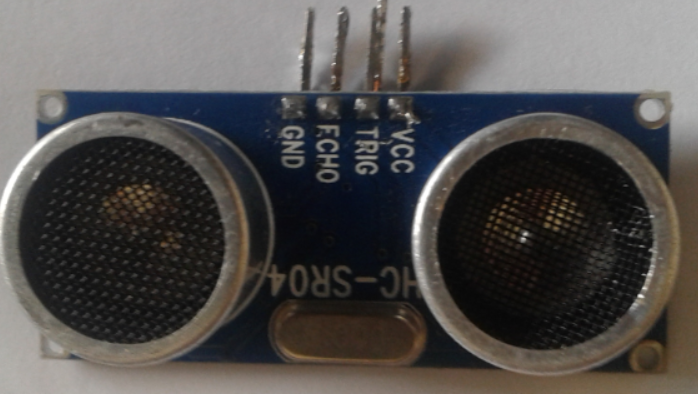 GND
ECHO
TRIG
VCC
HC-SR04